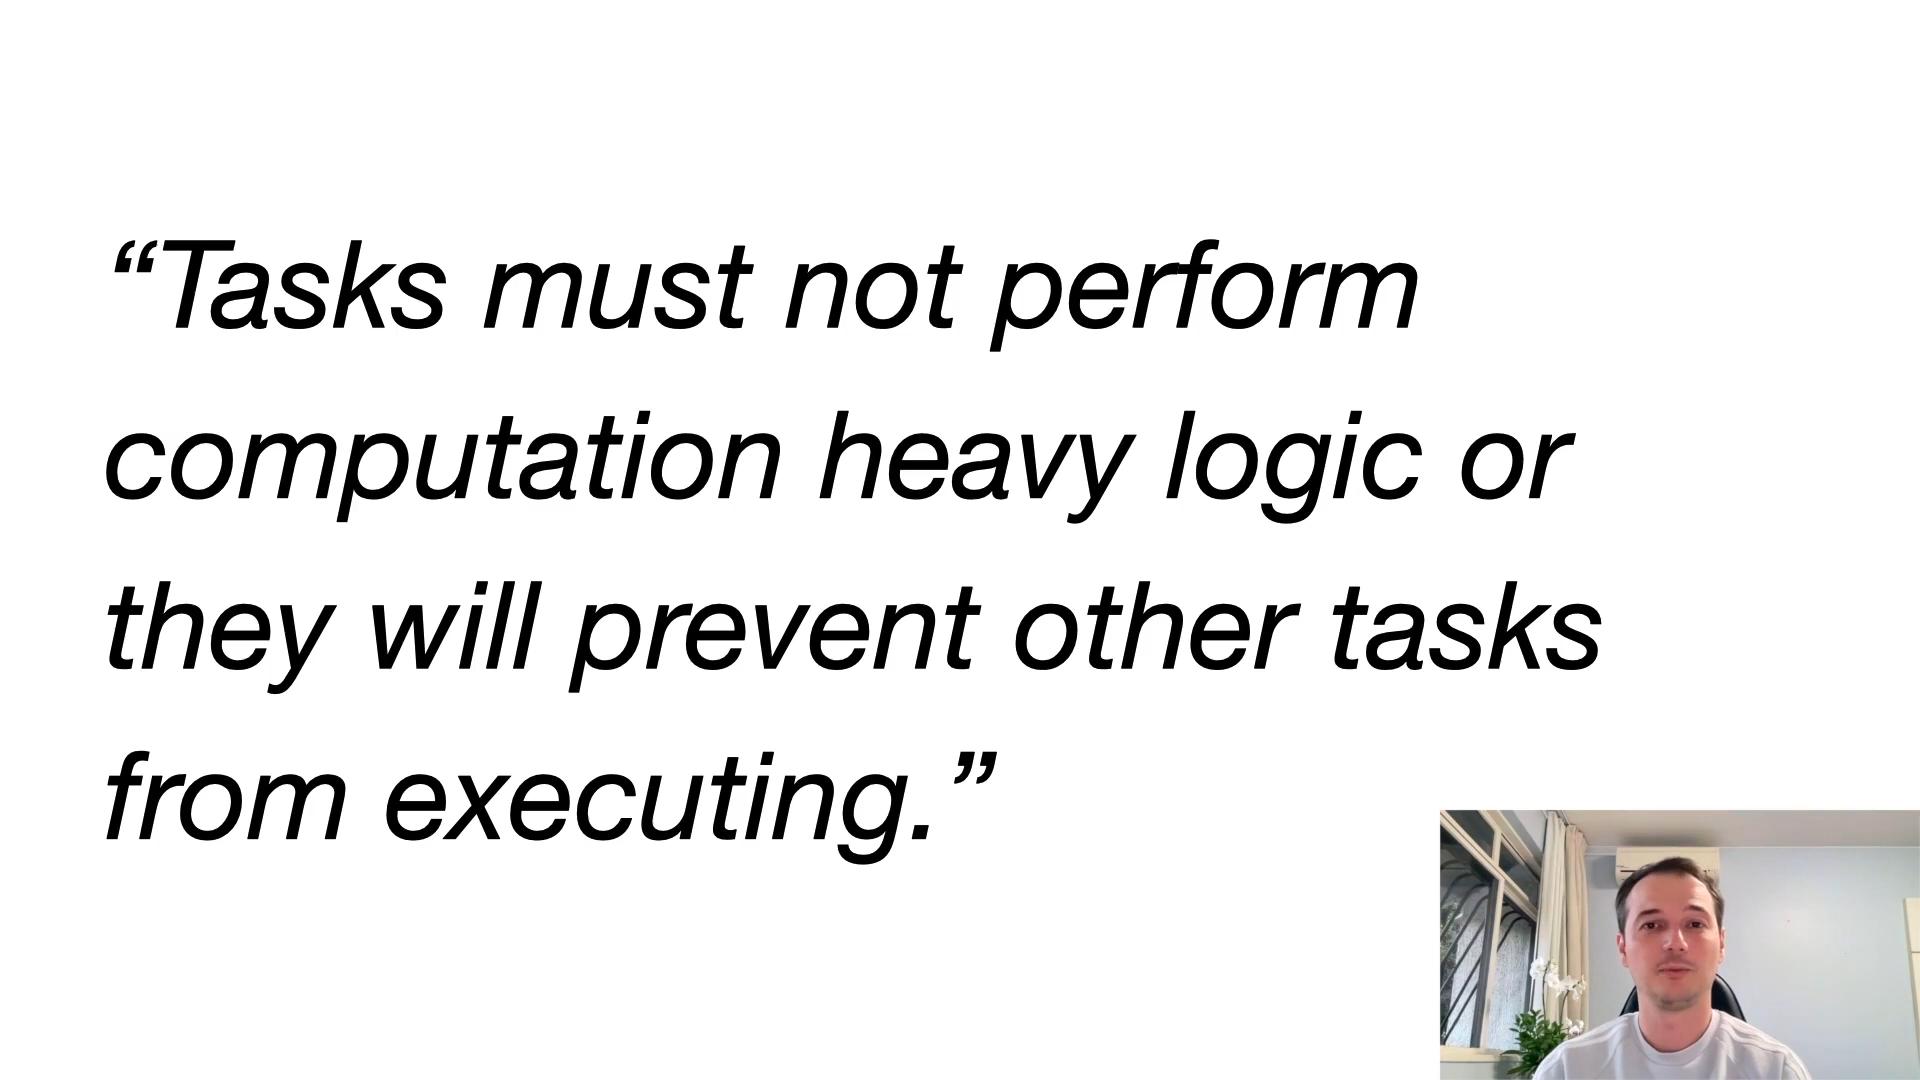 “Tasks must not perform
computation heavy logic or
they will prevent other tasks
from executing.”